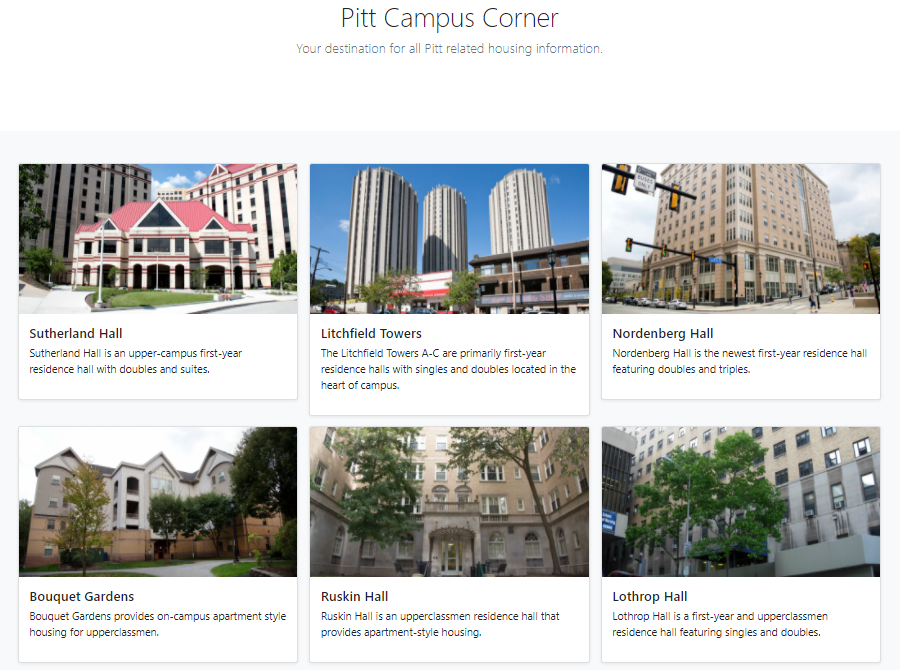 Pitt Campus Corner
Your destination for all Pitt related housing information.
Sutherland Hall
Sutherland Hall is an upper-campus first-year
residence hall with doubles and suites.
Litchfield Towers
The Litchfield Towers A-C are primarily first-year
residence halls with singles and doubles located in the
heart of campus.
Nordenberg Hall
Nordenberg Hall is the newest first-year residence hall
featuring doubles and triples.
Bouquet Gardens
Bouquet Gardens provides on-campus apartment style
housing for upperclassmen.
Ruskin Hall
Ruskin Hall is an upperclassmen residence hall that
provides apartment-style housing.
Lothrop Hall
Lothrop Hall is a first-year and upperclassmen
residence hall featuring singles and doubles.